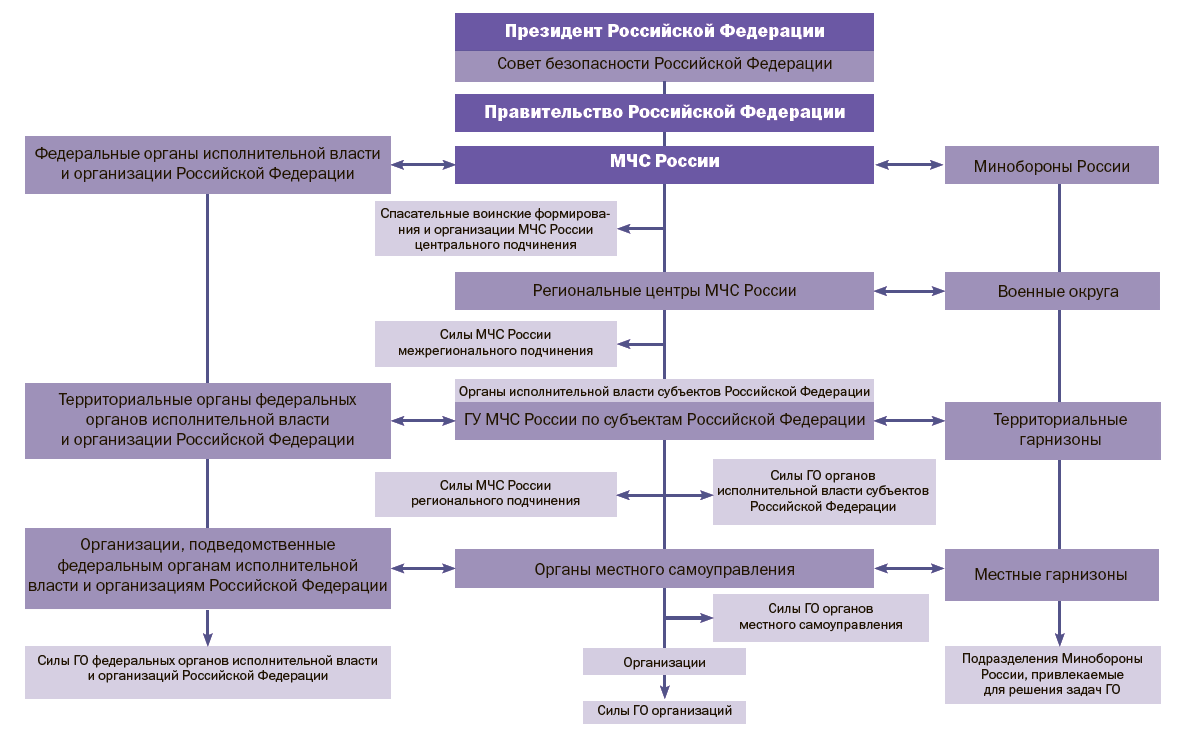 Президент Российской Федерации
Совет безопасности Российской Федерации
Правительство Российской Федерации
МЧС России
Федеральные органы исполнительной власти
и организации Российской Федерации
Минобороны России
Спасательные воинские формирова-
ния и организации МЧС России
центрального подчинения
Региональные центры МЧС России
Военные округа
Силы МЧС России
межрегионального подчинения
Территориальные органы федеральных
органов исполнительной власти
и организации Российской Федерации
Органы исполнительной власти субъектов Российской Федерации
ГУ МЧС России по субъектам Российской Федерации
Территориальные
гарнизоны
Силы МЧС России
регионального подчинения
Силы ГО органов
исполнительной власти субъектов
Российской Федерации
Организации, подведомственные
федеральным органам исполнительной
власти и организациям Российской Федерации
Органы местного самоуправления
Местные гарнизоны
Силы ГО органов
местного самоуправления
Силы ГО федеральных органов исполнительной власти
и организаций Российской Федерации
Организации
Силы ГО организаций
Подразделения Минобороны
России, привлекаемые
для решения задач ГО